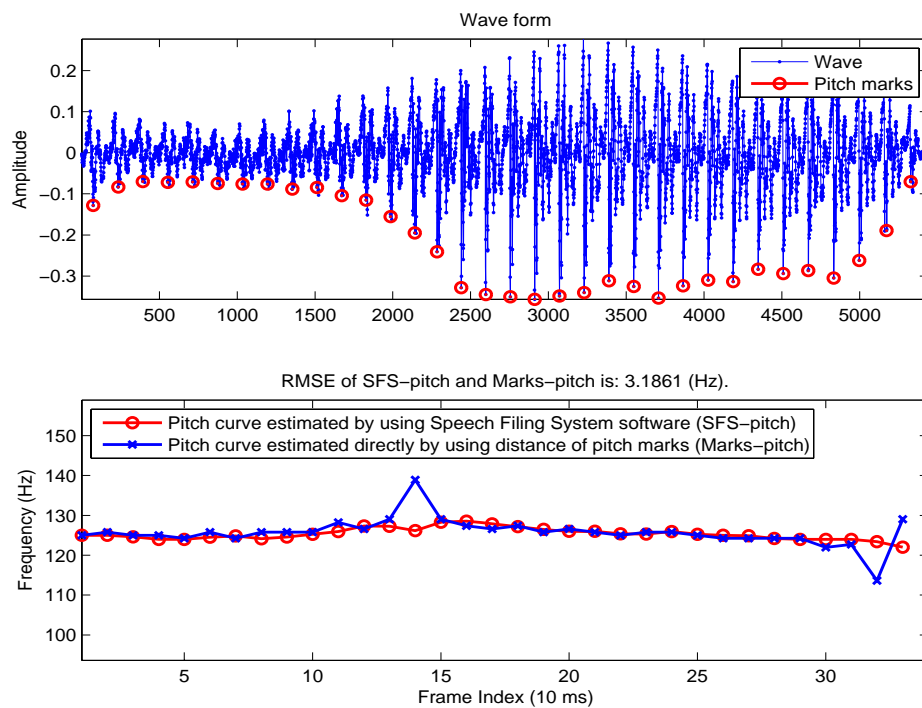 Wave form
Wave
Pitch marks
Amplitude
0.2
0.1
0
−0.1
−0.2
−0.3
500 1000 1500 2000 2500 3000 3500 4000 4500 5000
RMSE of SFS−pitch and Marks−pitch is: 3.1861 (Hz).
Pitch curve estimated by using Speech Filing System software (SFS−pitch)
Pitch curve estimated directly by using distance of pitch marks (Marks−pitch)
Frequency (Hz)
150
140
130
120
110
100
5 10 15 20 25 30
Frame Index (10 ms)